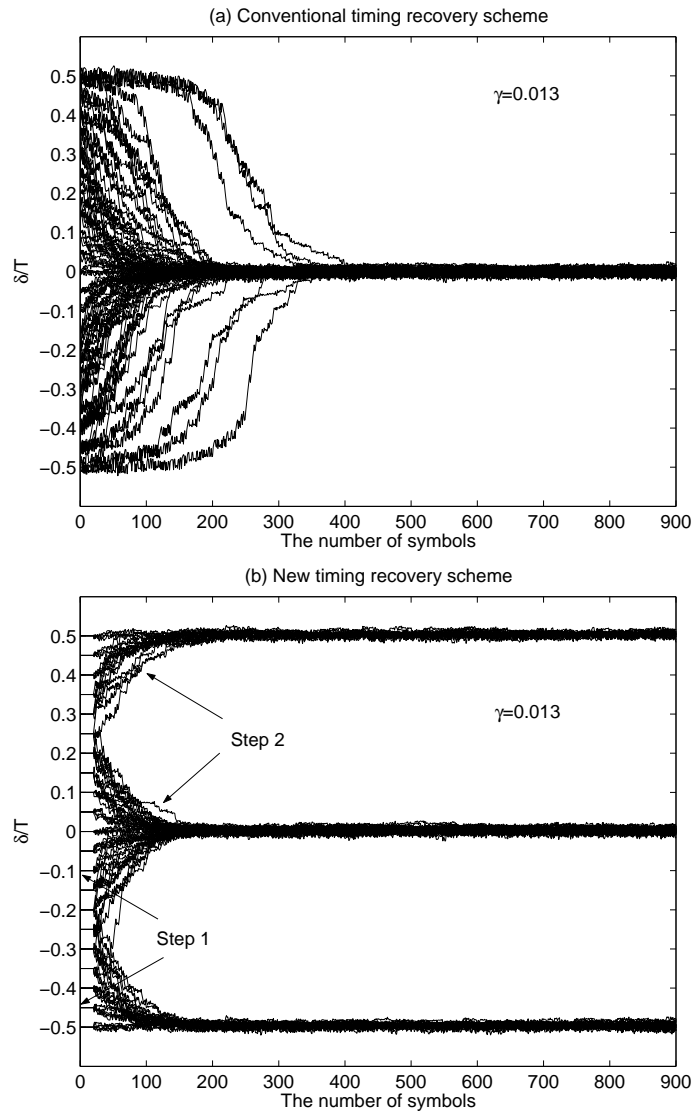 (a) Conventional timing recovery scheme
γ=0.013
0.5
0.4
0.3
0.2
0.1
0
−0.1
−0.2
−0.3
−0.4
−0.5
δ/T
0 100 200 300 400 500 600 700 800 900
The number of symbols
(b) New timing recovery scheme
0.5
0.4
0.3
0.2
0.1
0
−0.1
−0.2
−0.3
−0.4
−0.5
δ/T
γ=0.013
Step 2
Step 1
0 100 200 300 400 500 600 700 800 900
The number of symbols